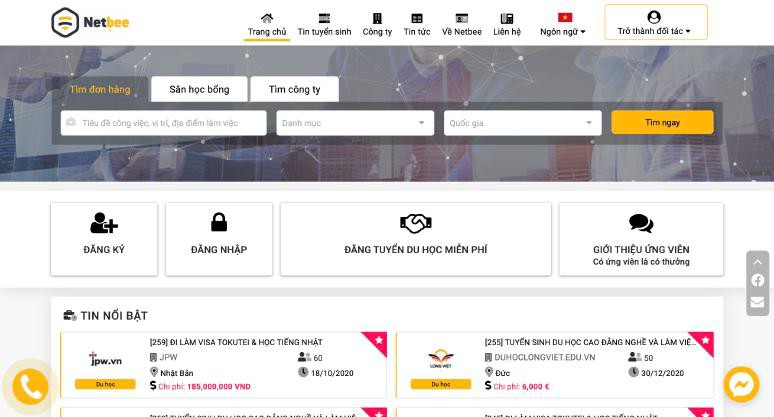 Netbee
Trang chủ
Tin tuyển sinh
Công ty
Tin tức
Về Netbee
Liên hệ
Ngôn ngữ
Trở thành đối tác
Tìm đơn hàng
Săn học bổng
Tìm công ty
Tiêu đề công việc, vị trí, địa điểm làm việc
Danh mục
Quốc gia
Tìm ngay
ĐĂNG KÝ
ĐĂNG NHẬP
ĐĂNG TUYỂN DU HỌC MIỄN PHÍ
GIỚI THIỆU ỨNG VIÊN
Có ứng viên là có thưởng
TIN NỔI BẬT
[259] ĐI LÀM VISA TOKUTEI & HỌC TIẾNG NHẬT
jpw.vn
JPW
60
Nhật Bản
18/10/2020
Du học
Chi phí: 185,000,000 VND
[255] TUYỂN SINH DU HỌC CAO ĐẲNG NGHỀ VÀ LÀM VIỆ...
LONG VIỆT
DUHOCLONGVIET.EDU.VN
50
Đức
30/12/2020
Du học
Chi phí: 6,000 €